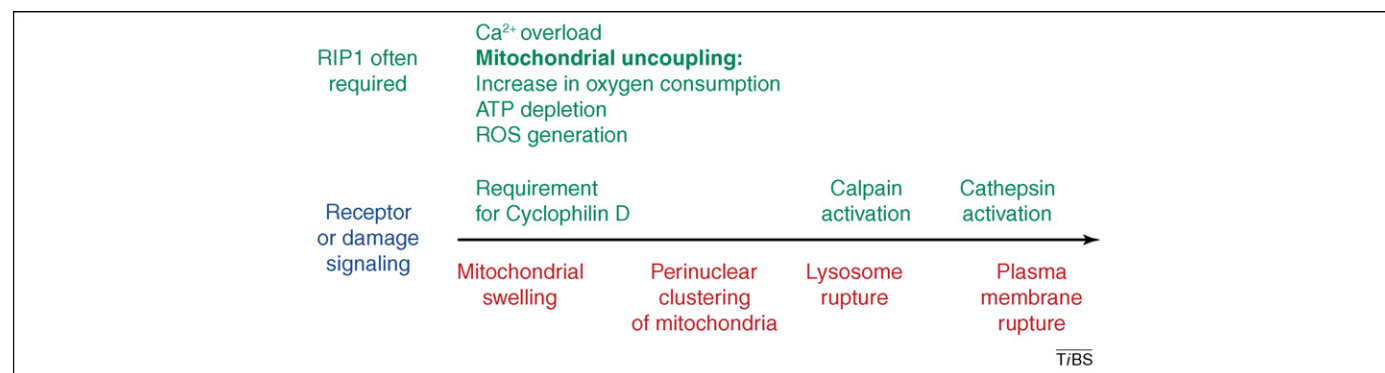 RIP1 often
required
Ca²⁺ overload
Mitochondrial uncoupling:
Increase in oxygen consumption
ATP depletion
ROS generation
Receptor
or damage
signaling
Requirement
for Cyclophilin D
Calpain
activation
Cathepsin
activation
Mitochondrial
swelling
Perinuclear
clustering
of mitochondria
Lysosome
rupture
Plasma
membrane
rupture
TiBS